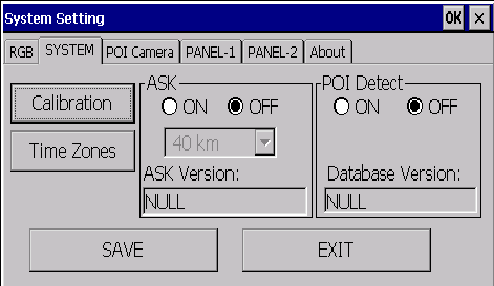 System Setting OK ×
RGB SYSTEM POI Camera PANEL-1 PANEL-2 About
Calibration
Time Zones
ASK
ON OFF
40 km
ASK Version:
NULL
POI Detect
ON OFF
Database Version:
NULL
SAVE EXIT